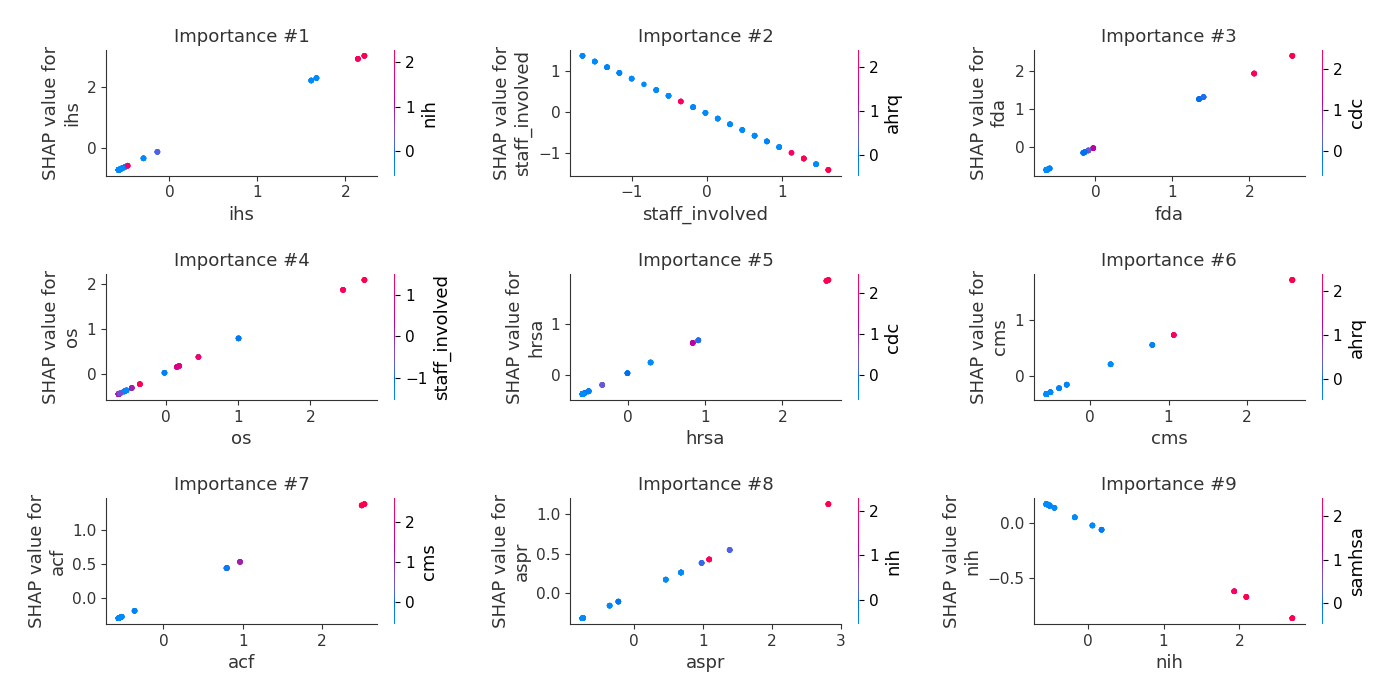 Importance #1
SHAP value for
ihs
2
0
0
1
2
ihs
2
1
0
nih
Importance #2
SHAP value for
staff_involved
1
0
−1
−1
0
1
staff_involved
2
1
0
ahrq
Importance #3
SHAP value for
fda
2
1
0
0
1
2
fda
2
1
0
cdc
Importance #4
SHAP value for
os
2
1
0
0
1
2
os
1
0
−1
staff_involved
Importance #5
SHAP value for
hrsa
1
0
0
1
2
hrsa
2
1
0
cdc
Importance #6
SHAP value for
cms
1
0
0
1
2
cms
2
1
0
ahrq
Importance #7
SHAP value for
acf
1.0
0.5
0.0
0
1
2
acf
2
1
0
cms
Importance #8
SHAP value for
aspr
1.0
0.5
0.0
0
1
2
3
aspr
2
1
0
nih
Importance #9
SHAP value for
nih
0.0
−0.5
0
1
2
nih
2
1
0
samhsa